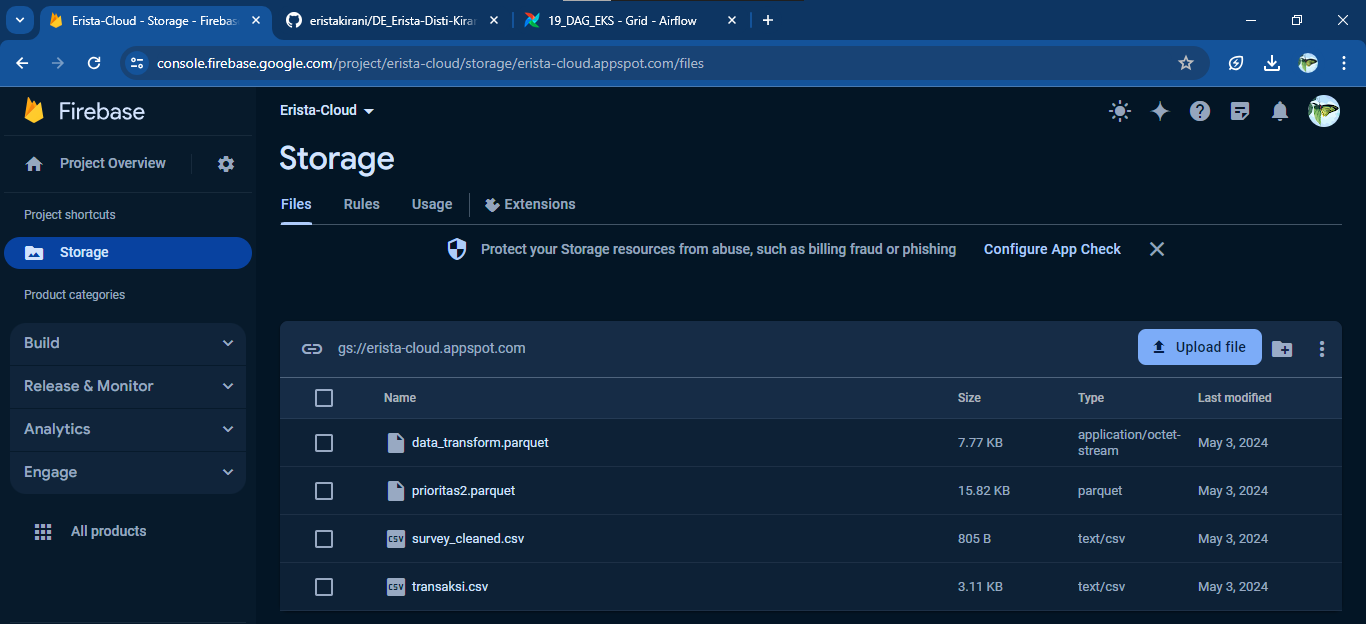 Erista-Cloud - Storage - Firebas
eristakirani/DE_Erista-Disti-Kiran
19_DAG_EKS - Grid - Airflow
console.firebase.google.com/project/erista-cloud/storage/erista-cloud.appspot.com/files
Firebase
Erista-Cloud
Project Overview
Storage
Files
Rules
Usage
Extensions
Project shortcuts
Storage
Protect your Storage resources from abuse, such as billing fraud or phishing
Configure App Check
Product categories
Build
Release & Monitor
Analytics
Engage
All products
gs://erista-cloud.appspot.com
Upload file
Name Size Type Last modified
data_transform.parquet 7.77 KB application/octet-stream May 3, 2024
prioritas2.parquet 15.82 KB parquet May 3, 2024
CSV survey_cleaned.csv 805 B text/csv May 3, 2024
CSV transaksi.csv 3.11 KB text/csv May 3, 2024